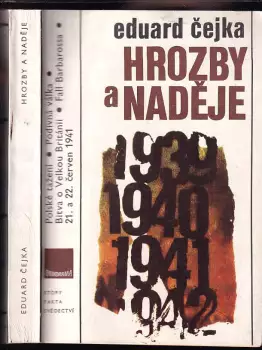 eduard čejka
HROZBY
a NADĚJE
1939
1940
1941
1942
Polské tažení • Podivná válka •
Bitva o Velkou Británii • Fall Barbarossa
21. a 22. červen 1941
FAKTA
SVĚDECTVÍ
HROZBY A NADĚJE
EDUARD ČEJKA